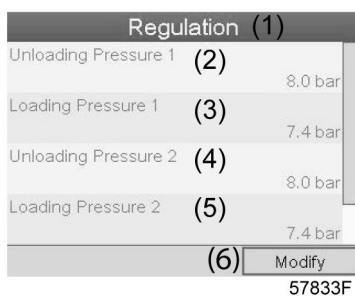 Regulation (1)
Unloading Pressure 1 (2)
8.0 bar
Loading Pressure 1 (3)
7.4 bar
Unloading Pressure 2 (4)
8.0 bar
Loading Pressure 2 (5)
7.4 bar
(6) Modify
57833F